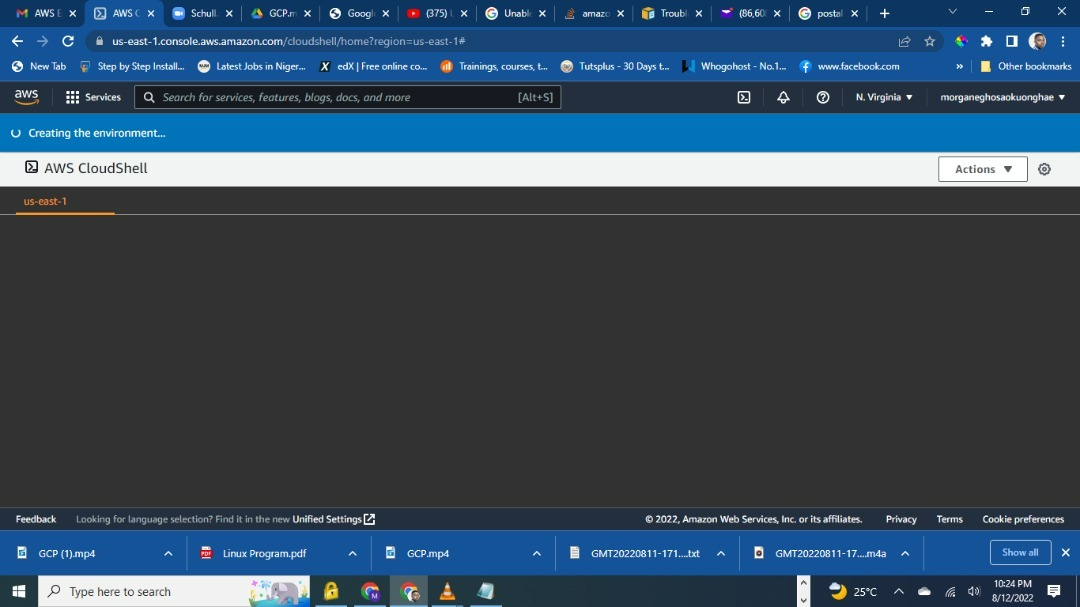 AWS E
AWS C
Schull
GCP.m
Googl
(375) L
Unabl
amazo
Troubl
(86,60
postal
us-east-1.console.aws.amazon.com/cloudshell/home?region=us-east-1#
New Tab
Step by Step Install...
Latest Jobs in Niger...
edX | Free online co...
Trainings, courses, t...
Tutsplus - 30 Days t...
Whogohost - No.1...
www.facebook.com
»
Other bookmarks
aws
Services
Search for services, features, blogs, docs, and more
[Alt+S]
N. Virginia
morganeghosaokuonghae
Creating the environment...
AWS CloudShell
Actions
us-east-1
Feedback
Looking for language selection? Find it in the new Unified Settings
© 2022, Amazon Web Services, Inc. or its affiliates.
Privacy
Terms
Cookie preferences
GCP (1).mp4
Linux Program.pdf
GCP.mp4
GMT20220811-171....txt
GMT20220811-17....m4a
Show all
Type here to search
25°C
10:24 PM
8/12/2022